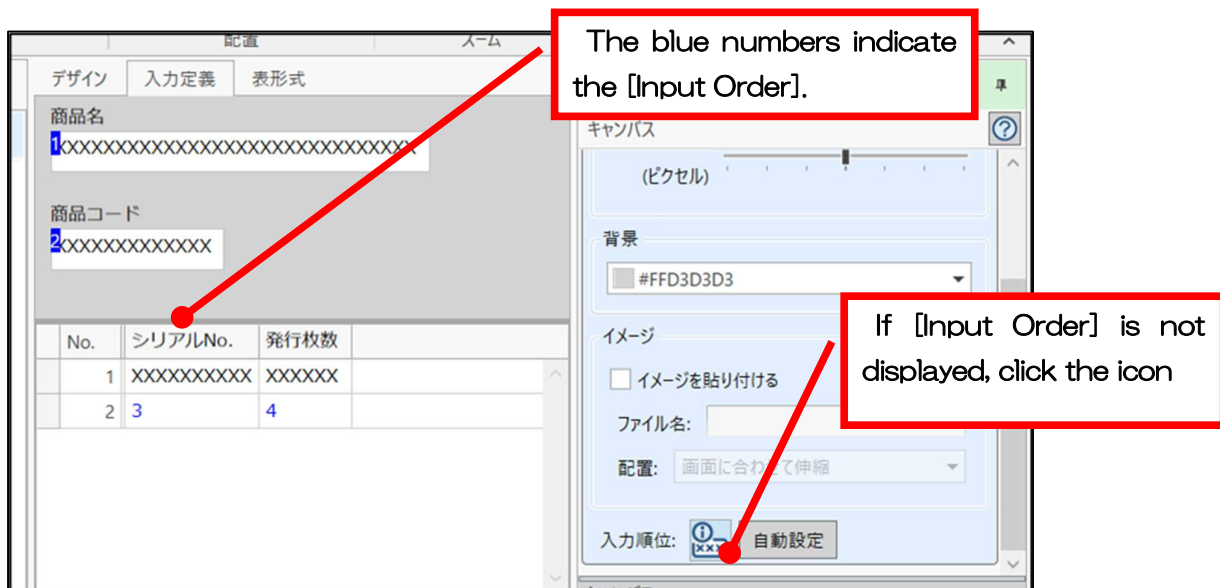 The blue numbers indicate
the [Input Order].
配置
ズーム
デザイン 入力定義 表形式
商品名
1XXXXXXXXXXXXXXXXXXXXXXXXXXXXX
商品コード
2XXXXXXXXXXXXX
No. シリアルNo. 発行枚数
1 XXXXXXXXXX XXXXXX
2 3 4
キャンバス
(ピクセル)
背景
#FFD3D3D3
イメージ
イメージを貼り付ける
ファイル名:
配置: 画面に合わせて伸縮
入力順位: 自動設定
If [Input Order] is not
displayed, click the icon